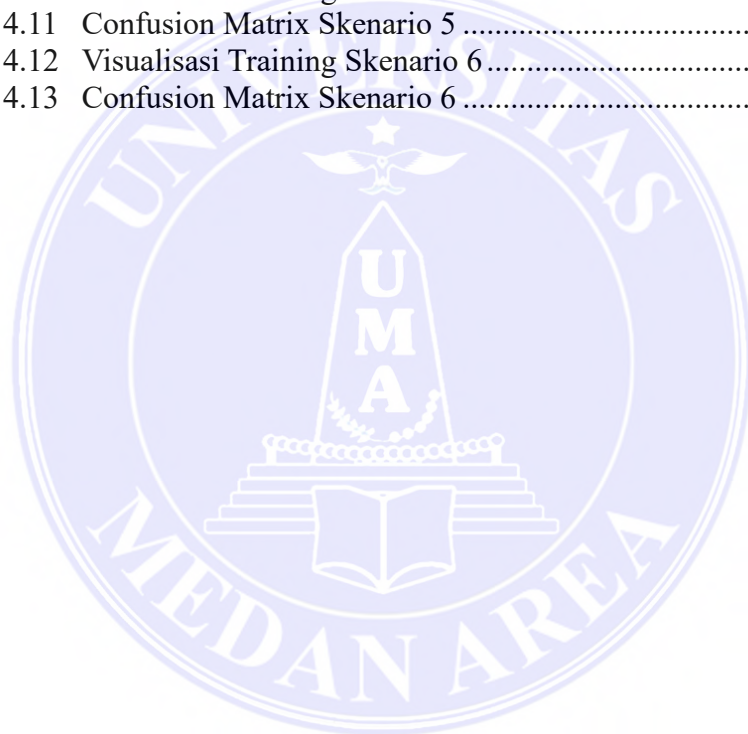 4.11 Confusion Matrix Skenario 5 ..........................................
4.12 Visualisasi Training Skenario 6 ......................................
4.13 Confusion Matrix Skenario 6 ..........................................
UNIVERSITAS
UMA
MEDAN AREA